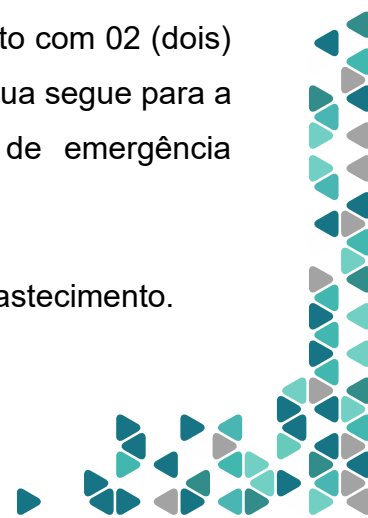 to com 02 (dois)
ua segue para a
de emergência
astecimento.